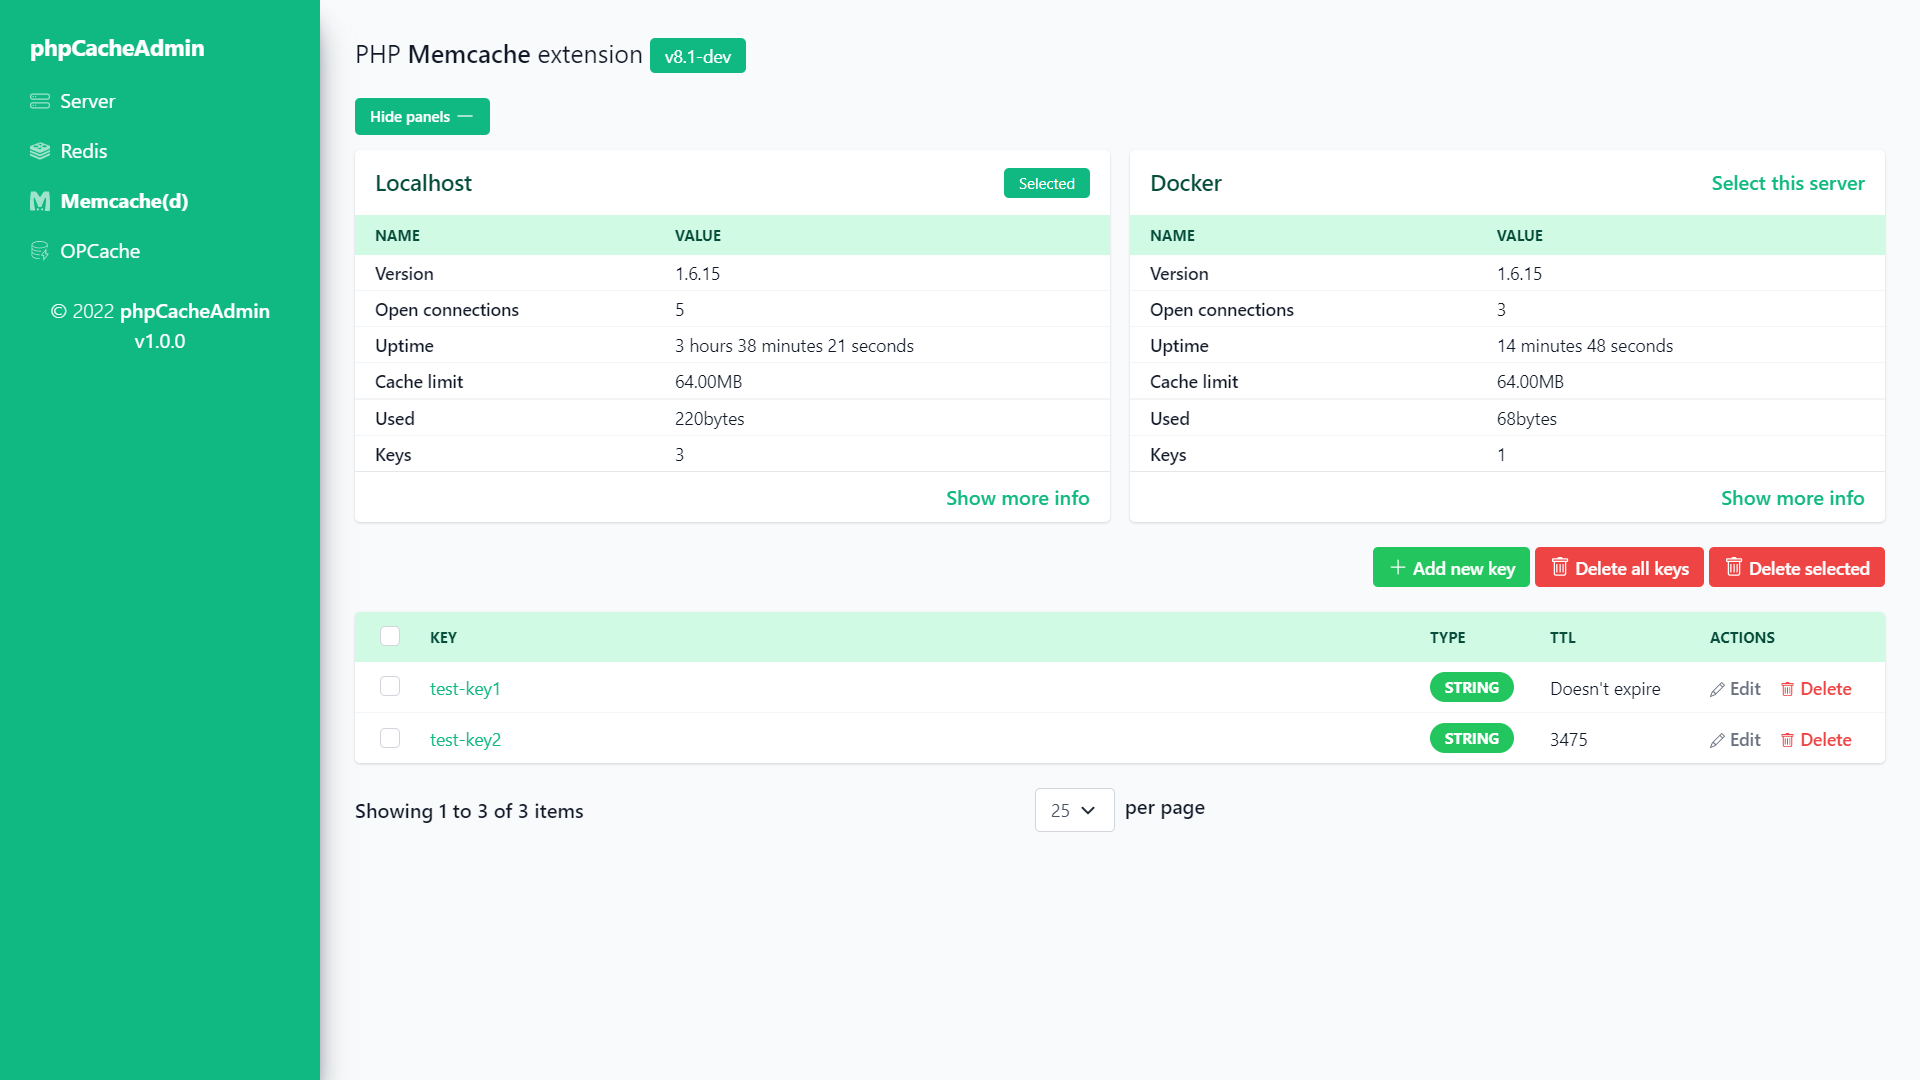 phpCacheAdmin
Server
Redis
Memcache(d)
OPCache
© 2022 phpCacheAdmin
v1.0.0
PHP Memcache extension v8.1-dev
Hide panels
Localhost Selected
NAME VALUE
Version 1.6.15
Open connections 5
Uptime 3 hours 38 minutes 21 seconds
Cache limit 64.00MB
Used 220bytes
Keys 3
Show more info
Docker Select this server
NAME VALUE
Version 1.6.15
Open connections 3
Uptime 14 minutes 48 seconds
Cache limit 64.00MB
Used 68bytes
Keys 1
Show more info
Add new key Delete all keys Delete selected
KEY TYPE TTL ACTIONS
test-key1 STRING Doesn't expire Edit Delete
test-key2 STRING 3475 Edit Delete
Showing 1 to 3 of 3 items 25 per page